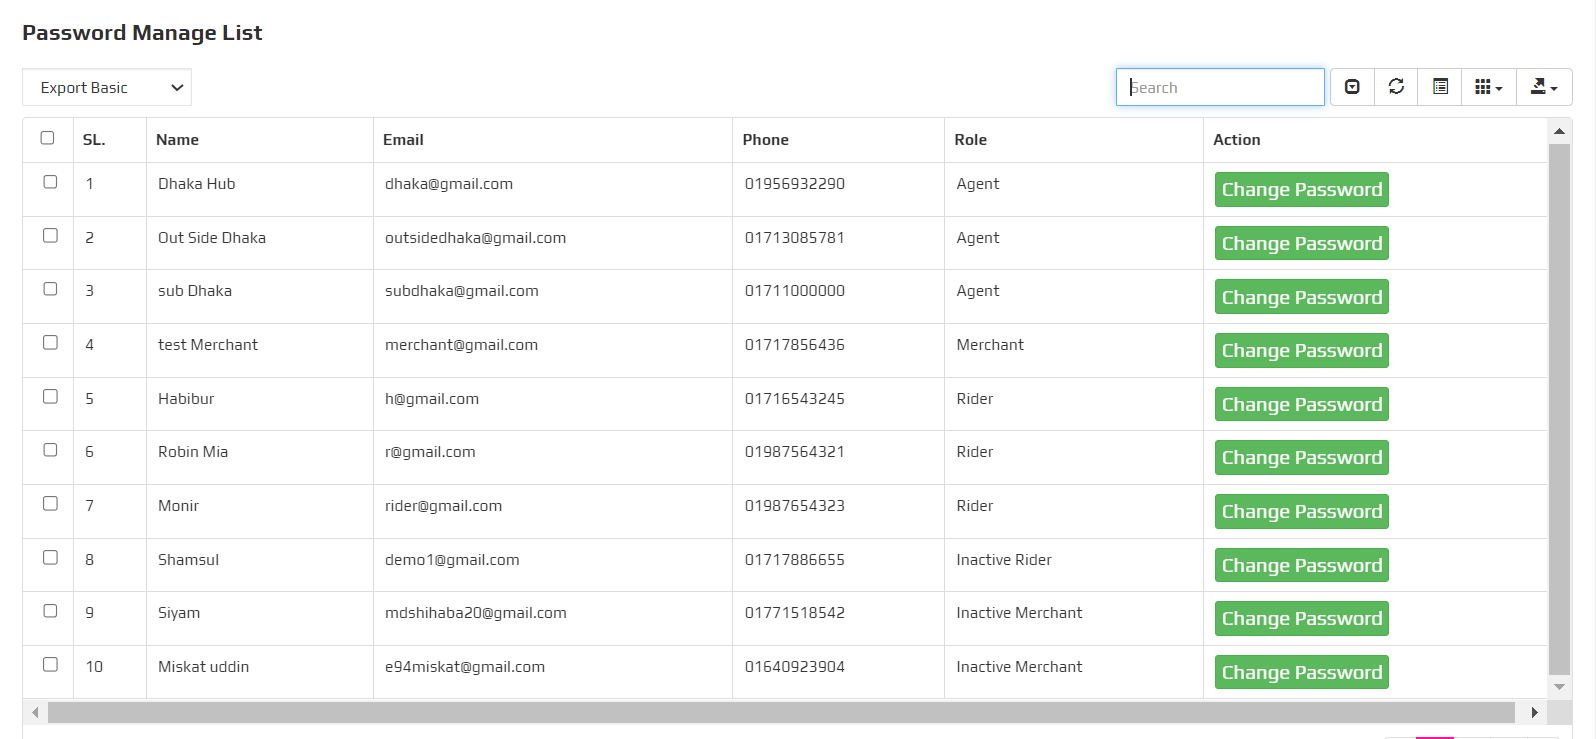 Password Manage List
Export Basic
Search
SL. Name Email Phone Role Action
1 Dhaka Hub dhaka@gmail.com 01956932290 Agent Change Password
2 Out Side Dhaka outsidedhaka@gmail.com 01713085781 Agent Change Password
3 sub Dhaka subdhaka@gmail.com 01711000000 Agent Change Password
4 test Merchant merchant@gmail.com 01717856436 Merchant Change Password
5 Habibur h@gmail.com 01716543245 Rider Change Password
6 Robin Mia r@gmail.com 01987564321 Rider Change Password
7 Monir rider@gmail.com 01987654323 Rider Change Password
8 Shamsul demo1@gmail.com 01717886655 Inactive Rider Change Password
9 Siyam mdshihaba20@gmail.com 01771518542 Inactive Merchant Change Password
10 Miskat uddin e94miskat@gmail.com 01640923904 Inactive Merchant Change Password